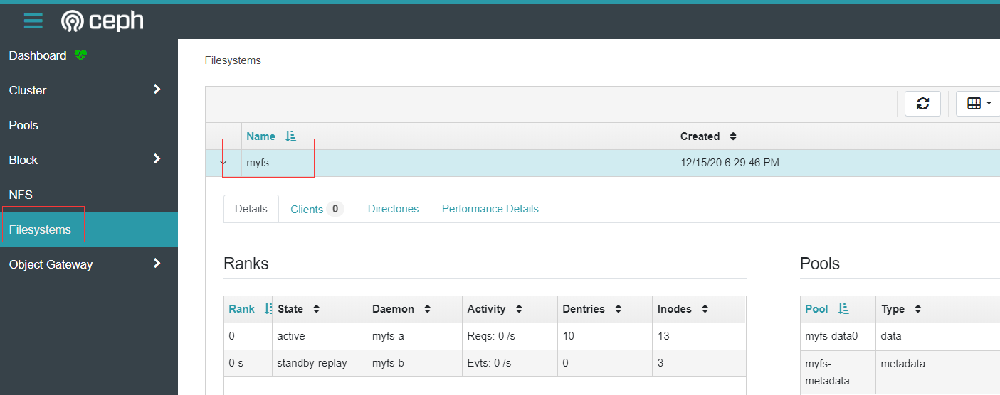 ceph
Dashboard
Cluster
Pools
Block
NFS
Filesystems
Object Gateway
Filesystems
Name Created
myfs 12/15/20 6:29:46 PM
Details Clients 0 Directories Performance Details
Ranks
Rank State Daemon Activity Dentries Inodes
0 active myfs-a Reqs: 0 /s 10 13
0-s standby-replay myfs-b Evts: 0 /s 0 3
Pools
Pool Type
myfs-data0 data
myfs- metadata
metadata